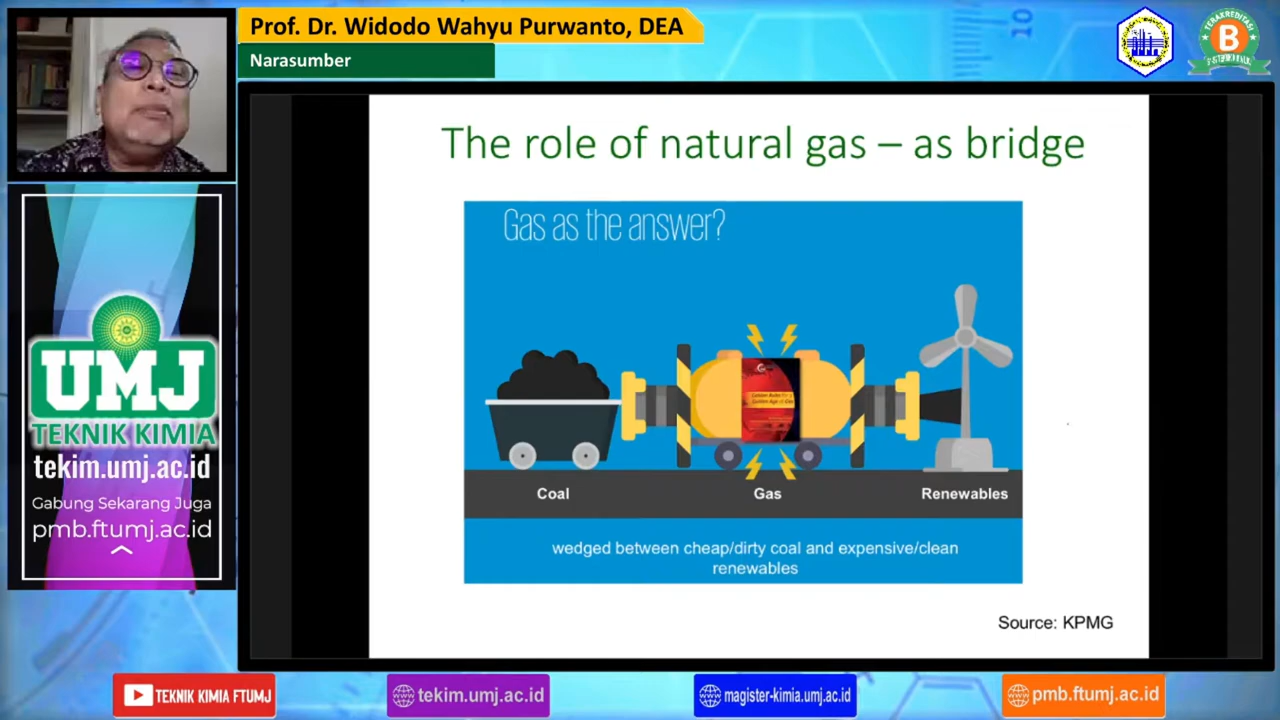 Prof. Dr. Widodo Wahyu Purwanto, DEA
Narasumber
UMJ
TEKNIK KIMIA
tekim.umj.ac.id
Gabung Sekarang Juga
pmb.ftumj.ac.id
TERAKREDITASI
B
The role of natural gas – as bridge
Gas as the answer?
Coal
Gas
Renewables
wedged between cheap/dirty coal and expensive/clean
renewables
Source: KPMG
TEKNIK KIMIA FTUMJ
tekim.umj.ac.id
magister-kimia.umj.ac.id
pmb.ftumj.ac.id